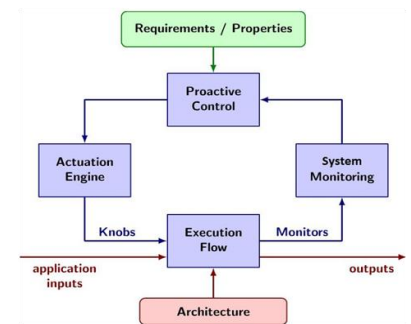 Requirements / Properties
Proactive
Control
Actuation
Engine
System
Monitoring
Knobs
Execution
Flow
Monitors
application
inputs
outputs
Architecture